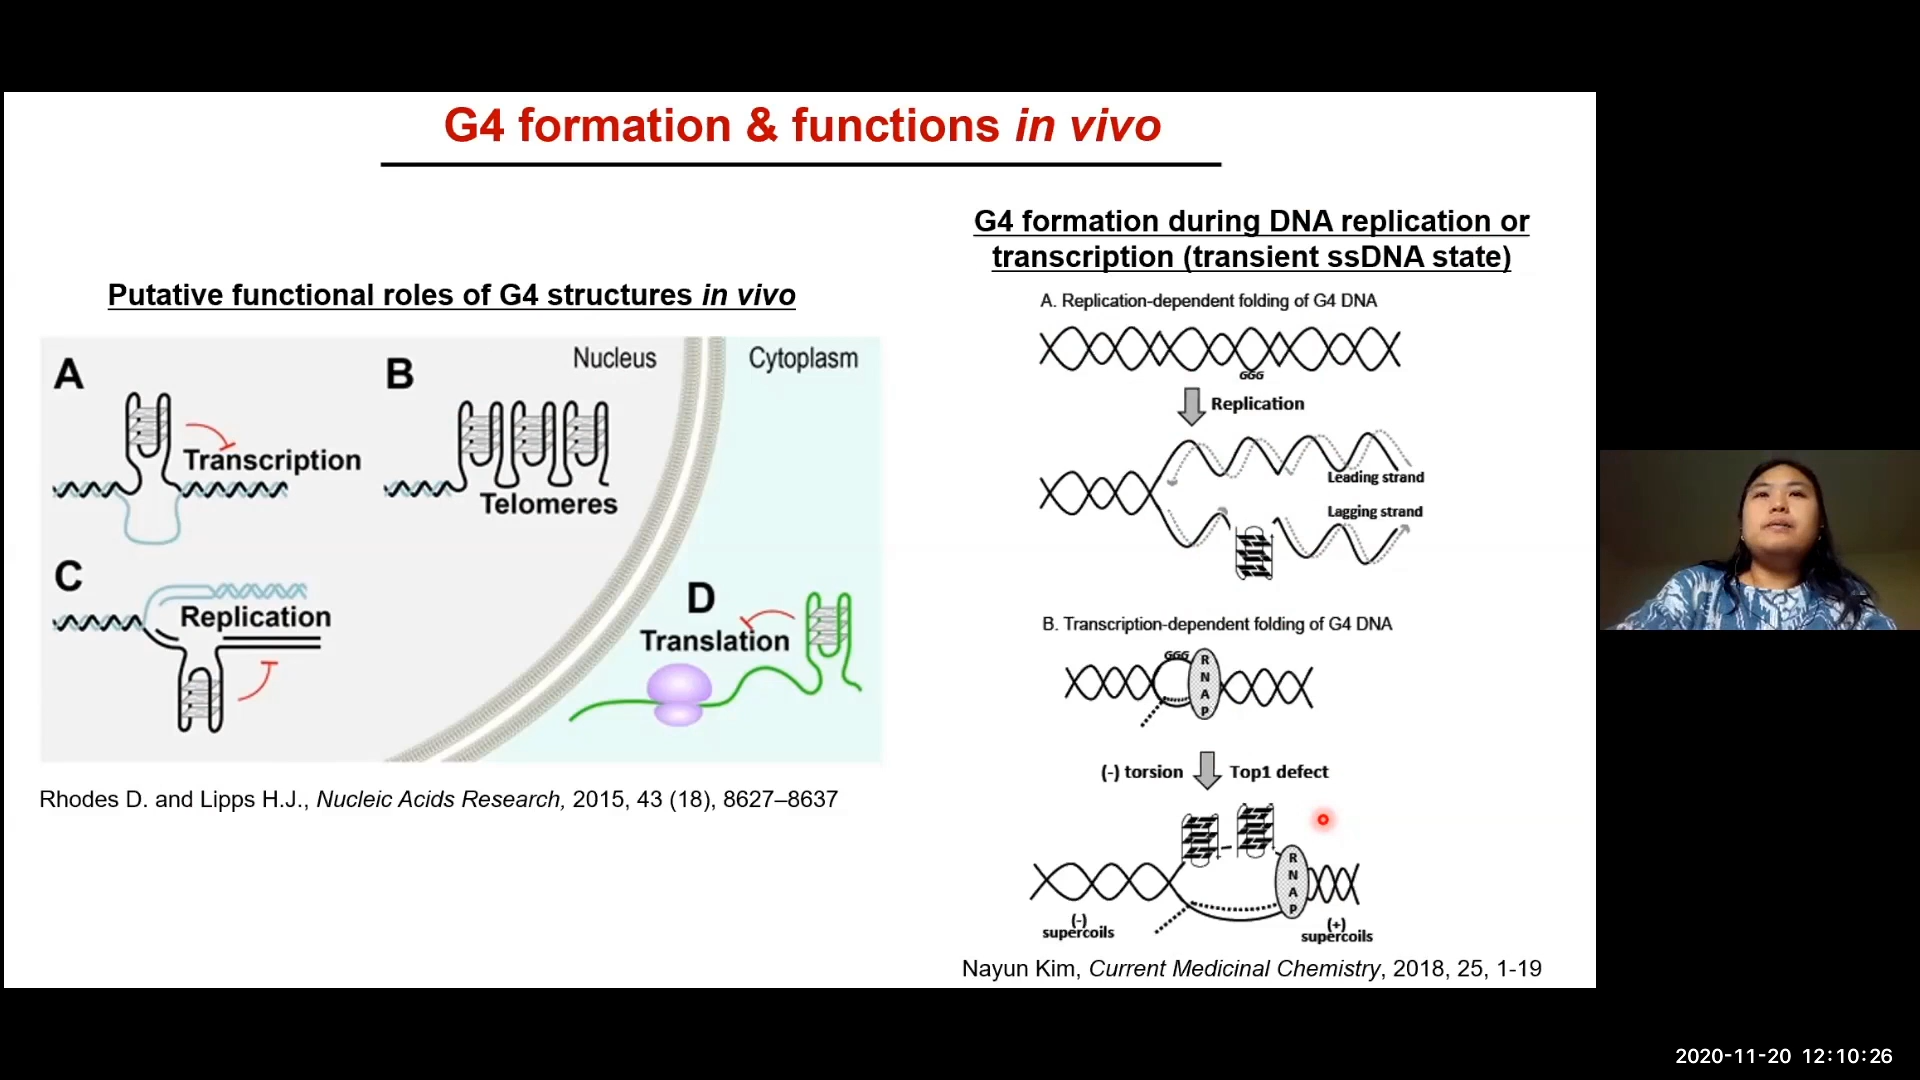 G4 formation & functions in vivo
Putative functional roles of G4 structures in vivo
A
B
Nucleus
Cytoplasm
Transcription
Telomeres
C
Replication
D
Translation
Rhodes D. and Lipps H.J., Nucleic Acids Research, 2015, 43 (18), 8627–8637
G4 formation during DNA replication or
transcription (transient ssDNA state)
A. Replication-dependent folding of G4 DNA
GGG
Replication
Leading strand
Lagging strand
B. Transcription-dependent folding of G4 DNA
GGG
RNAP
(-) torsion
Top1 defect
RNAP
(-)
supercoils
(+)
supercoils
Nayun Kim, Current Medicinal Chemistry, 2018, 25, 1-19
2020-11-20 12:10:26